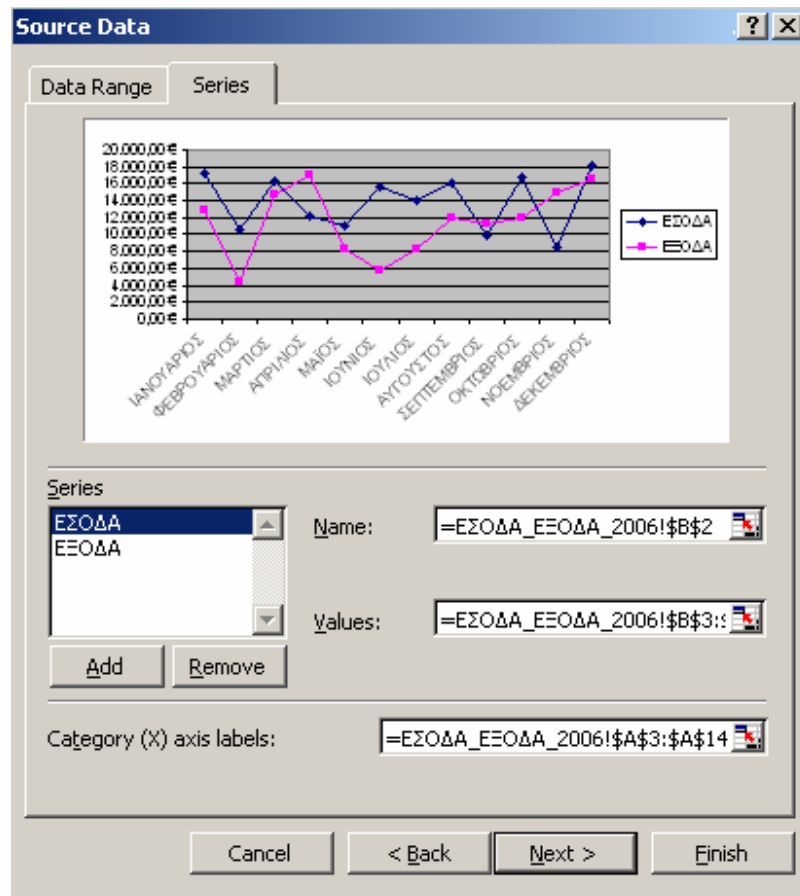 Source Data
Data Range
Series
20.000,00 €
18.000,00 €
16.000,00 €
14.000,00 €
12.000,00 €
10.000,00 €
8.000,00 €
6.000,00 €
4.000,00 €
2.000,00 €
0,00 €
ΙΑΝΟΥΑΡΙΟΣ
ΦΕΒΡΟΥΑΡΙΟΣ
ΜΑΡΤΙΟΣ
ΑΠΡΙΛΙΟΣ
ΜΑΪΟΣ
ΙΟΥΝΙΟΣ
ΙΟΥΛΙΟΣ
ΑΥΓΟΥΣΤΟΣ
ΣΕΠΤΕΜΒΡΙΟΣ
ΟΚΤΩΒΡΙΟΣ
ΝΟΕΜΒΡΙΟΣ
ΔΕΚΕΜΒΡΙΟΣ
ΕΣΟΔΑ
ΕΞΟΔΑ
Series
ΕΣΟΔΑ
ΕΞΟΔΑ
Add
Remove
Name:
=ΕΣΟΔΑ_ΕΞΟΔΑ_2006!$B$2
Values:
=ΕΣΟΔΑ_ΕΞΟΔΑ_2006!$B$3:$
Category (X) axis labels:
=ΕΣΟΔΑ_ΕΞΟΔΑ_2006!$A$3:$A$14
Cancel
< Back
Next >
Finish